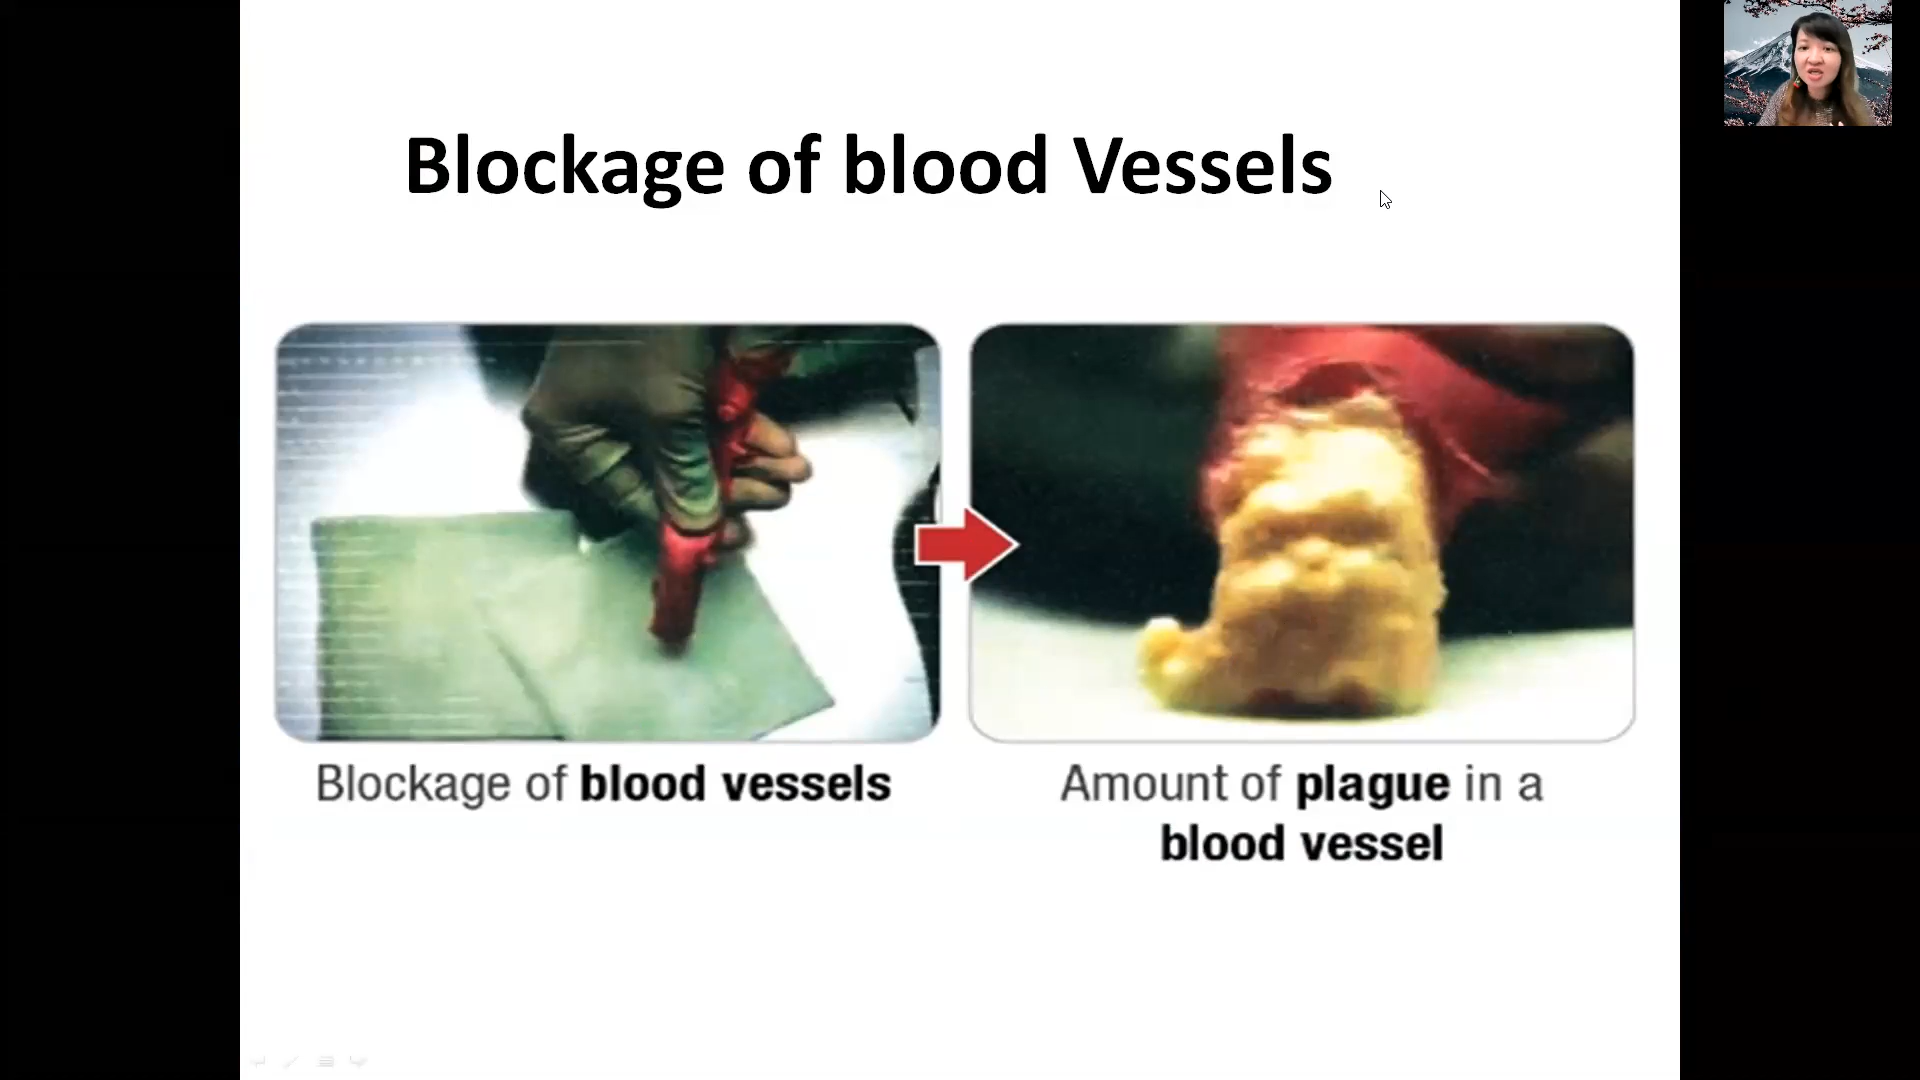 Blockage of blood Vessels
Blockage of blood vessels
Amount of plague in a
blood vessel